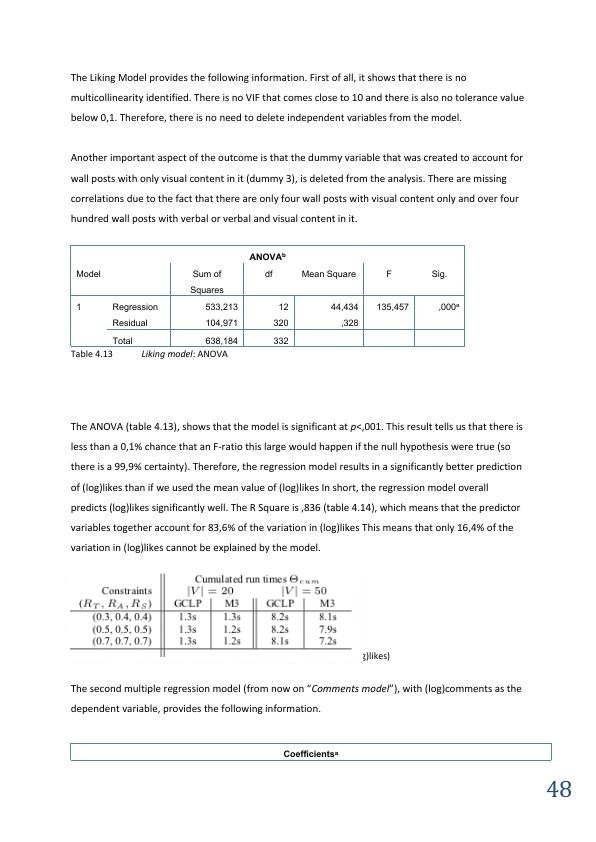 The Liking Model provides the following information. First of all, it shows that there is no
multicollinearity identified. There is no VIF that comes close to 10 and there is also no tolerance value
below 0,1. Therefore, there is no need to delete independent variables from the model.
Another important aspect of the outcome is that the dummy variable that was created to account for
wall posts with only visual content in it (dummy 3), is deleted from the analysis. There are missing
correlations due to the fact that there are only four wall posts with visual content only and over four
hundred wall posts with verbal or verbal and visual content in it.
ANOVAᵇ
Model Sum of Squares df Mean Square F Sig.
1 Regression 533,213 12 44,434 135,457 ,000ᵃ
Residual 104,971 320 ,328
Total 638,184 332
Table 4.13 Liking model: ANOVA
The ANOVA (table 4.13), shows that the model is significant at p<,001. This result tells us that there is
less than a 0,1% chance that an F-ratio this large would happen if the null hypothesis were true (so
there is a 99,9% certainty). Therefore, the regression model results in a significantly better prediction
of (log)likes than if we used the mean value of (log)likes In short, the regression model overall
predicts (log)likes significantly well. The R Square is ,836 (table 4.14), which means that the predictor
variables together account for 83,6% of the variation in (log)likes This means that only 16,4% of the
variation in (log)likes cannot be explained by the model.
Cumulated run times Θcum
Constraints |V| = 20 |V| = 50
(RT, RA, RS) GCLP M3 GCLP M3
(0.3, 0.4, 0.4) 1.3s 1.3s 8.2s 8.1s
(0.5, 0.5, 0.5) 1.3s 1.2s 8.2s 7.9s
(0.7, 0.7, 0.7) 1.3s 1.2s 8.1s 7.2s
)likes)
The second multiple regression model (from now on “Comments model”), with (log)comments as the
dependent variable, provides the following information.
Coefficientsᵃ
48